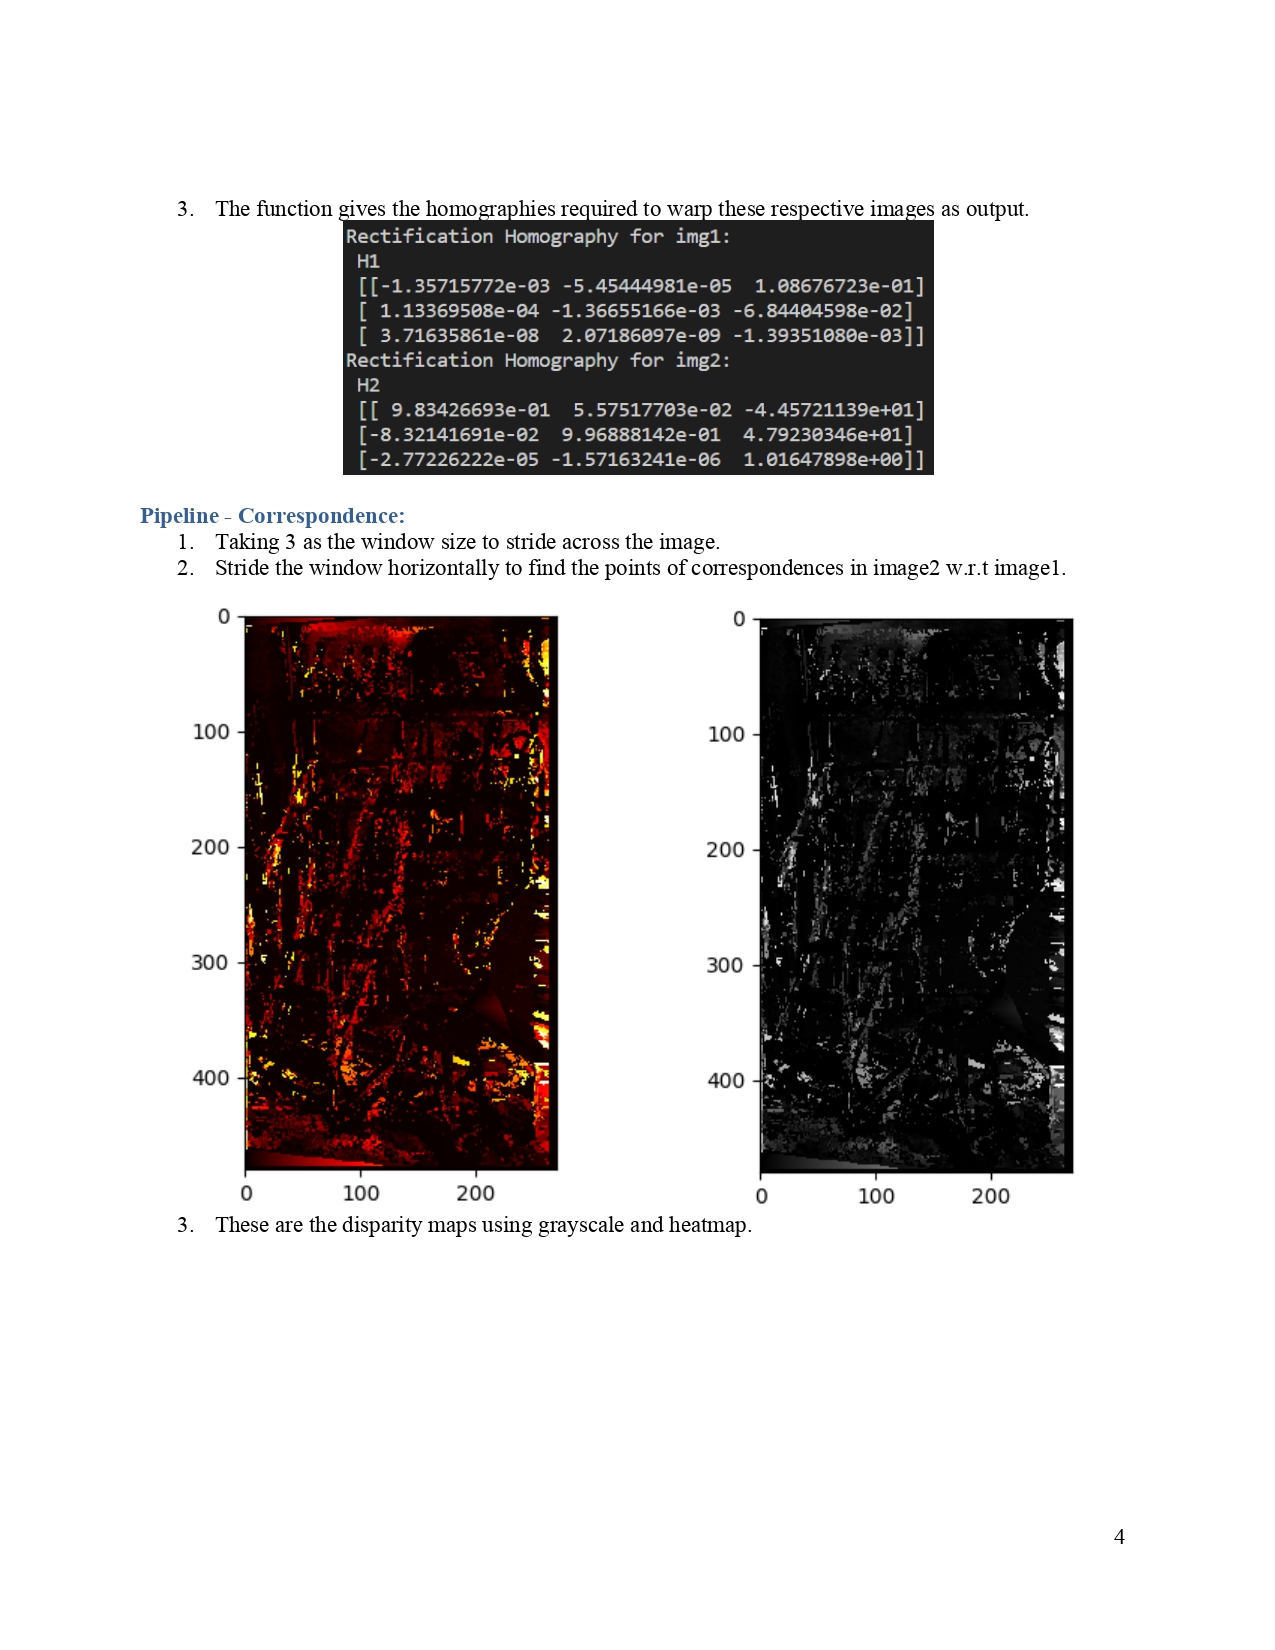 3. The function gives the homographies required to warp these respective images as output.
Rectification Homography for img1:
H1
[[-1.35715772e-03 -5.45444981e-05 1.08676723e-01]
[ 1.13369508e-04 -1.36655166e-03 -6.84404598e-02]
[ 3.71635861e-08 2.07186097e-09 -1.39351080e-03]]
Rectification Homography for img2:
H2
[[ 9.83426693e-01 5.57517703e-02 -4.45721139e+01]
[-8.32141691e-02 9.96888142e-01 4.79230346e+01]
[-2.77226222e-05 -1.57163241e-06 1.01647898e+00]]
Pipeline - Correspondence:
1. Taking 3 as the window size to stride across the image.
2. Stride the window horizontally to find the points of correspondences in image2 w.r.t image1.
0
100
200
300
400
0 100 200
0
100
200
300
400
0 100 200
3. These are the disparity maps using grayscale and heatmap.
4